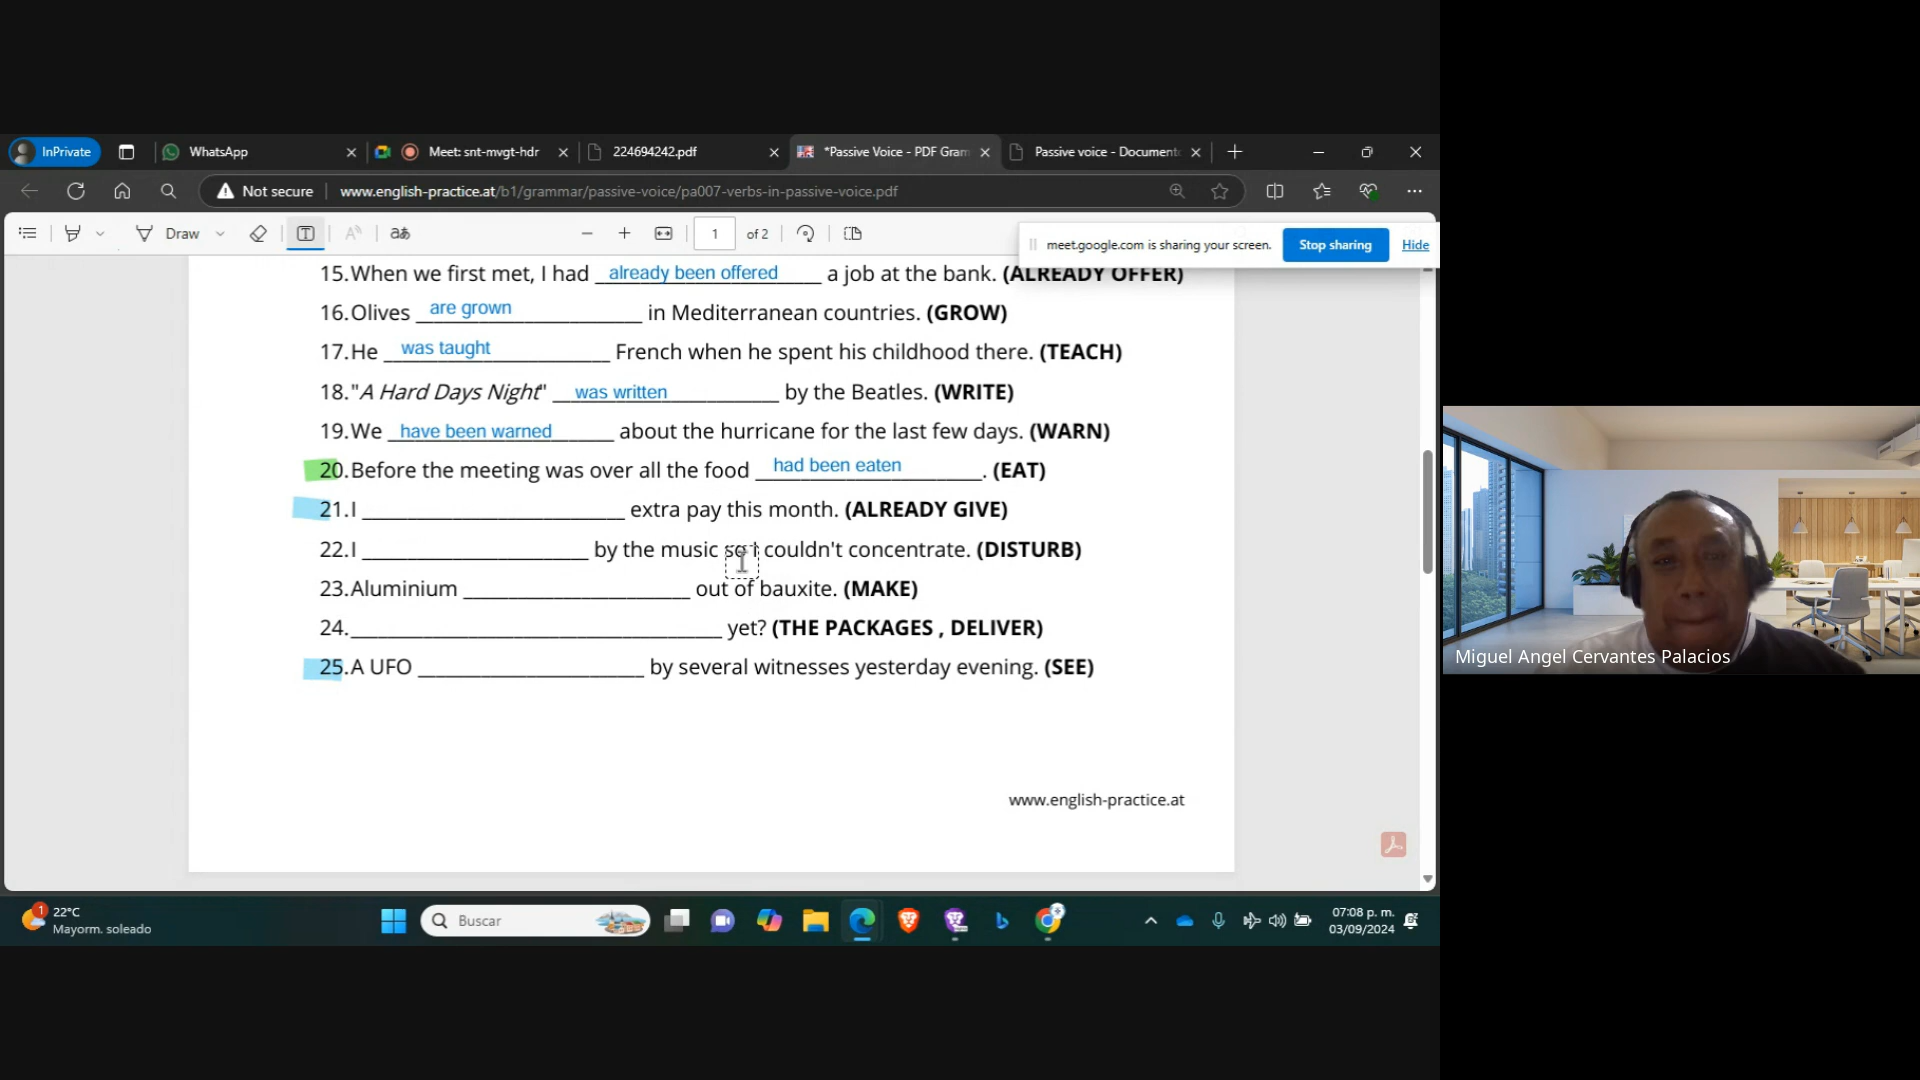 InPrivate
WhatsApp
Meet: snt-mvgt-hdr
224694242.pdf
*Passive Voice - PDF Gram
Passive voice - Document
Not secure
www.english-practice.at/b1/grammar/passive-voice/pa007-verbs-in-passive-voice.pdf
Draw
aあ
1 of 2
meet.google.com is sharing your screen.
Stop sharing
Hide
15. When we first met, I had already been offered a job at the bank. (ALREADY OFFER)
16. Olives are grown in Mediterranean countries. (GROW)
17. He was taught French when he spent his childhood there. (TEACH)
18. "A Hard Days Night" was written by the Beatles. (WRITE)
19. We have been warned about the hurricane for the last few days. (WARN)
20. Before the meeting was over all the food had been eaten. (EAT)
21. I _______________________ extra pay this month. (ALREADY GIVE)
22. I ____________________ by the music so I couldn't concentrate. (DISTURB)
23. Aluminium ____________________ out of bauxite. (MAKE)
24. _________________________________ yet? (THE PACKAGES , DELIVER)
25. A UFO ____________________ by several witnesses yesterday evening. (SEE)
www.english-practice.at
Miguel Angel Cervantes Palacios
1
22°C
Mayorm. soleado
Buscar
07:08 p. m.
03/09/2024